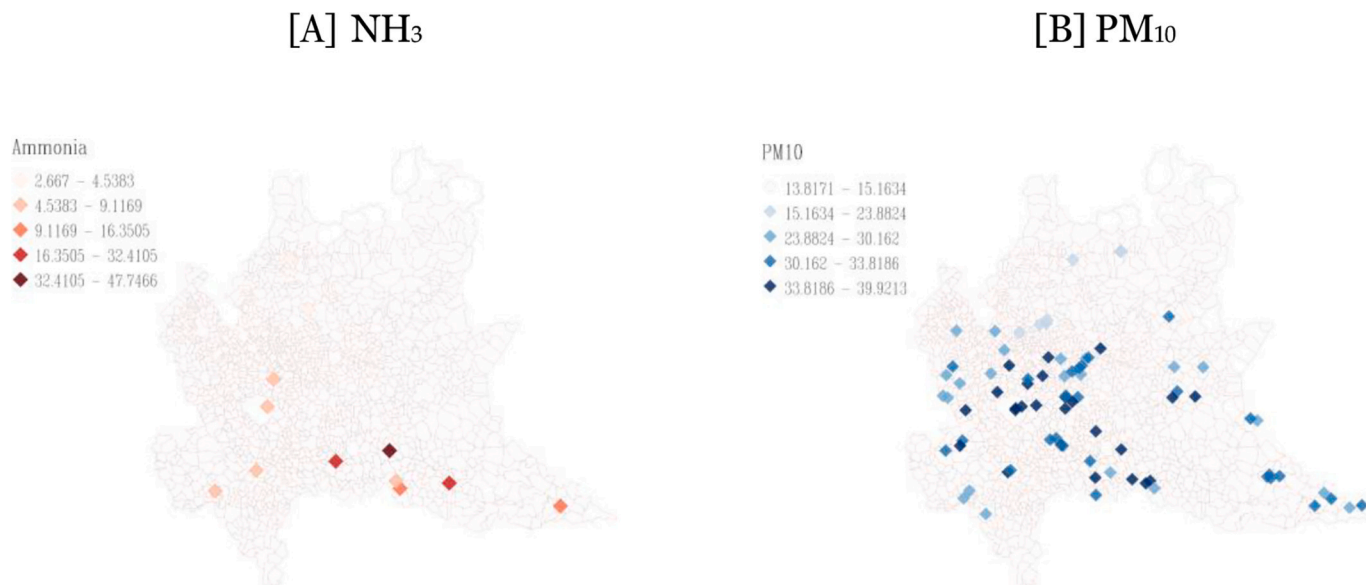 [A] NH₃
[B] PM₁₀
Ammonia
2.667 – 4.5383
4.5383 – 9.1169
9.1169 – 16.3505
16.3505 – 32.4105
32.4105 – 47.7466
PM10
13.8171 – 15.1634
15.1634 – 23.8824
23.8824 – 30.162
30.162 – 33.8186
33.8186 – 39.9213